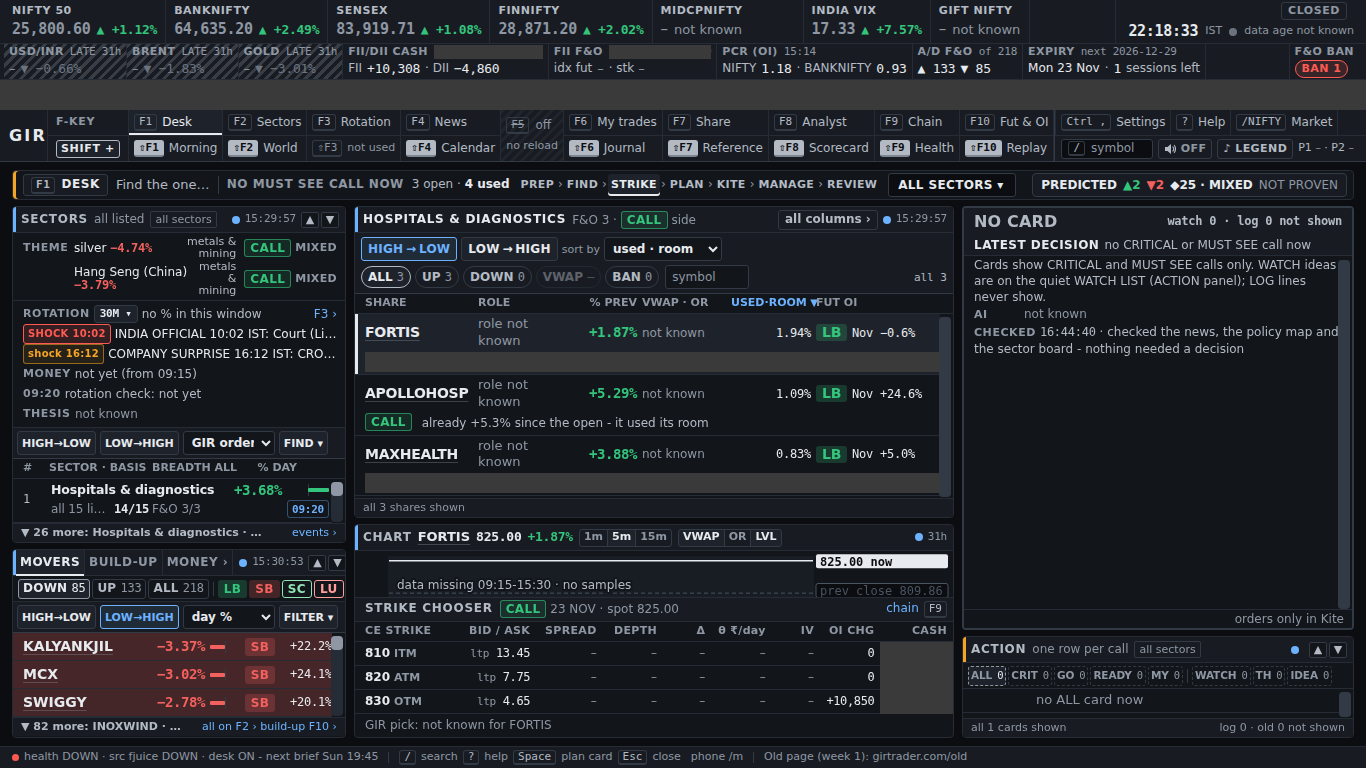 NIFTY 50 BANKNIFTY SENSEX FINNIFTY MIDCPNIFTY INDIA VIX GIFT NIFTY CLOSED
25,800.60 ▲ +1.12% 64,635.20 ▲ +2.49% 83,919.71 ▲ +1.08% 28,871.20 ▲ +2.02% – not known 17.33 ▲ +7.57% – not known 22:18:33 IST data age not known
USD/INR LATE 31h BRENT LATE 31h GOLD LATE 31h FII/DII CASH FII F&O PCR (OI) 15:14 A/D F&O of 218 EXPIRY next 2026-12-29 F&O BAN
– ▼ −0.66% – ▼ −1.83% – ▼ −3.01% FII +10,308 · DII −4,860 idx fut – · stk – NIFTY 1.18 · BANKNIFTY 0.93 ▲ 133 ▼ 85 Mon 23 Nov · 1 sessions left BAN 1
GIR F-KEY F1 Desk F2 Sectors F3 Rotation F4 News F5 off F6 My trades F7 Share F8 Analyst F9 Chain F10 Fut & OI Ctrl , Settings ? Help /NIFTY Market
SHIFT + ⇧F1 Morning ⇧F2 World ⇧F3 not used ⇧F4 Calendar no reload ⇧F6 Journal ⇧F7 Reference ⇧F8 Scorecard ⇧F9 Health ⇧F10 Replay / symbol OFF ♪ LEGEND P1 – · P2 –
F1 DESK Find the one… NO MUST SEE CALL NOW 3 open · 4 used PREP › FIND › STRIKE › PLAN › KITE › MANAGE › REVIEW ALL SECTORS ▾ PREDICTED ▲2 ▼2 ◆25 · MIXED NOT PROVEN
SECTORS all listed all sectors 15:29:57 ▲ ▼
THEME silver −4.74% metals & mining CALL MIXED
Hang Seng (China) −3.79% metals & mining CALL MIXED
ROTATION 30M ▾ no % in this window F3 ›
SHOCK 10:02 INDIA OFFICIAL 10:02 IST: Court (Li…
shock 16:12 COMPANY SURPRISE 16:12 IST: CRO…
MONEY not yet (from 09:15)
09:20 rotation check: not yet
THESIS not known
HIGH→LOW LOW→HIGH GIR order FIND ▾
# SECTOR · BASIS BREADTH ALL % DAY
1 Hospitals & diagnostics +3.68%
all 15 li… 14/15 F&O 3/3 09:20
▼ 26 more: Hospitals & diagnostics · … events ›
MOVERS BUILD-UP MONEY › 15:30:53 ▲ ▼
DOWN 85 UP 133 ALL 218 LB SB SC LU
HIGH→LOW LOW→HIGH day % FILTER ▾
KALYANKJIL −3.37% SB +22.2%
MCX −3.02% SB +24.1%
SWIGGY −2.78% SB +20.1%
▼ 82 more: INOXWIND · … all on F2 › build-up F10 ›
HOSPITALS & DIAGNOSTICS F&O 3 · CALL side all columns › 15:29:57
HIGH → LOW LOW → HIGH sort by used · room
ALL 3 UP 3 DOWN 0 VWAP – BAN 0 symbol all 3
SHARE ROLE % PREV VWAP · OR USED·ROOM ▼ FUT OI
FORTIS role not known +1.87% not known 1.94% LB Nov −0.6%
APOLLOHOSP role not known +5.29% not known 1.09% LB Nov +24.6%
CALL already +5.3% since the open - it used its room
MAXHEALTH role not known +3.88% not known 0.83% LB Nov +5.0%
all 3 shares shown
CHART FORTIS 825.00 +1.87% 1m 5m 15m VWAP OR LVL 31h
825.00 now
data missing 09:15-15:30 · no samples
prev close 809.86
STRIKE CHOOSER CALL 23 NOV · spot 825.00 chain F9
CE STRIKE BID / ASK SPREAD DEPTH Δ θ ₹/day IV OI CHG CASH
810 ITM ltp 13.45 – – – – – 0
820 ATM ltp 7.75 – – – – – 0
830 OTM ltp 4.65 – – – – – +10,850
GIR pick: not known for FORTIS
NO CARD watch 0 · log 0 not shown
LATEST DECISION no CRITICAL or MUST SEE call now
Cards show CRITICAL and MUST SEE calls only. WATCH ideas
are on the quiet WATCH LIST (ACTION panel); LOG lines
never show.
AI not known
CHECKED 16:44:40 · checked the news, the policy map and
the sector board - nothing needed a decision
orders only in Kite
ACTION one row per call all sectors ▲ ▼
ALL 0 CRIT 0 GO 0 READY 0 MY 0 WATCH 0 TH 0 IDEA 0
no ALL card now
all 1 cards shown log 0 · old 0 not shown
health DOWN · src fjuice DOWN · desk ON - next brief Sun 19:45 / search ? help Space plan card Esc close phone /m Old page (week 1): girtrader.com/old